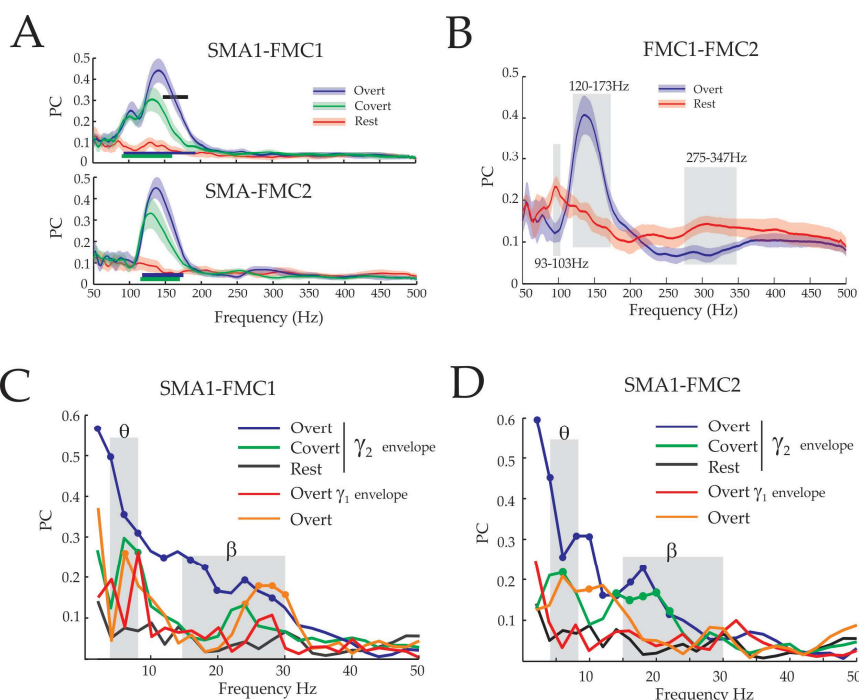 A
SMA1-FMC1
0.5
0.4
0.3
0.2
0.1
0
PC
Overt
Covert
Rest
SMA-FMC2
0.5
0.4
0.3
0.2
0.1
0
PC
50 100 150 200 250 300 350 400 450 500
Frequency (Hz)
B
FMC1-FMC2
0.5
0.4
0.3
0.2
0.1
0
PC
120-173Hz
Overt
Rest
275-347Hz
93-103Hz
50 100 150 200 250 300 350 400 450 500
Frequency (Hz)
C
SMA1-FMC1
0.6
0.5
0.4
0.3
0.2
0.1
PC
θ
β
Overt
Covert
Rest
γ2 envelope
Overt γ1 envelope
Overt
10 20 30 40 50
Frequency Hz
D
SMA1-FMC2
0.6
0.5
0.4
0.3
0.2
0.1
PC
θ
β
Overt
Covert
Rest
γ2 envelope
Overt γ1 envelope
Overt
10 20 30 40 50
Frequency Hz